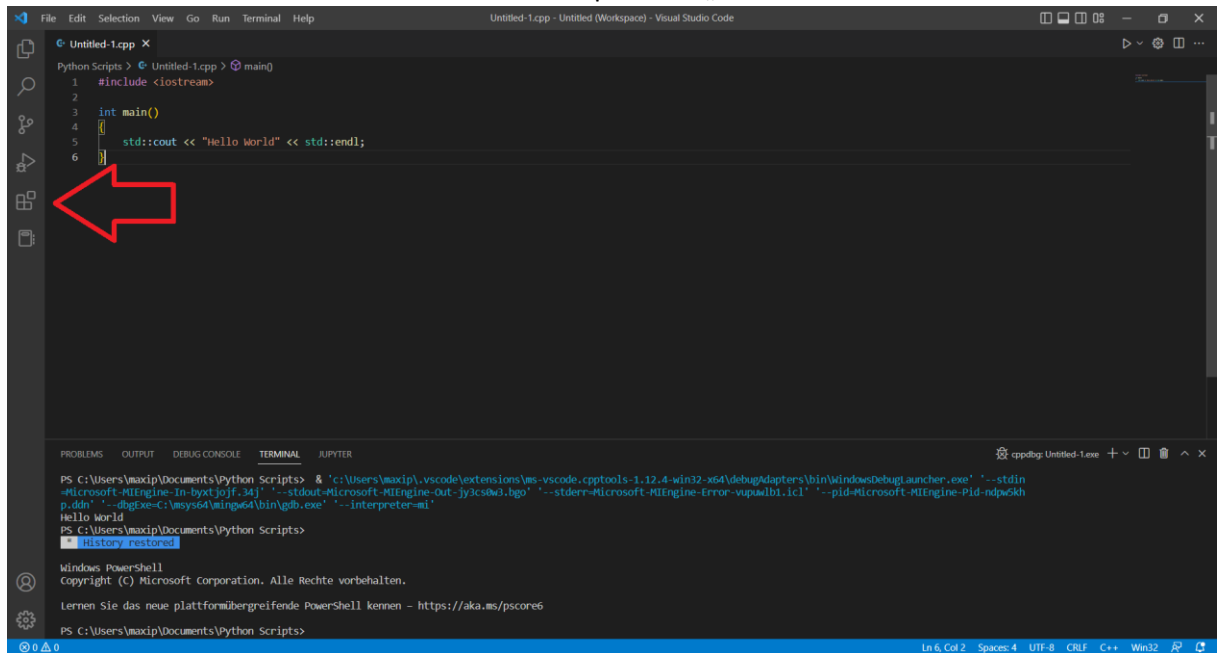 File Edit Selection View Go Run Terminal Help Untitled-1.cpp - Untitled (Workspace) - Visual Studio Code
Untitled-1.cpp
Python Scripts > Untitled-1.cpp > main()
1 #include <iostream>
2
3 int main()
4 {
5 std::cout << "Hello World" << std::endl;
6 }
PROBLEMS OUTPUT DEBUG CONSOLE TERMINAL JUPYTER cppdbg: Untitled-1.exe
PS C:\Users\maxip\Documents\Python Scripts> & 'c:\Users\maxip\.vscode\extensions\ms-vscode.cpptools-1.12.4-win32-x64\debugAdapters\bin\WindowsDebugLauncher.exe' '--stdin
=Microsoft-MIEngine-In-byxtjojf.34j' '--stdout=Microsoft-MIEngine-Out-jy3cs0w3.bgo' '--stderr=Microsoft-MIEngine-Error-vupuwlb1.icl' '--pid=Microsoft-MIEngine-Pid-ndpw5kh
p.ddn' '--dbgExe=C:\msys64\mingw64\bin\gdb.exe' '--interpreter=mi'
Hello World
PS C:\Users\maxip\Documents\Python Scripts>
* History restored
Windows PowerShell
Copyright (C) Microsoft Corporation. Alle Rechte vorbehalten.
Lernen Sie das neue plattformübergreifende PowerShell kennen – https://aka.ms/pscore6
PS C:\Users\maxip\Documents\Python Scripts>
0 0 Ln 6, Col 2 Spaces: 4 UTF-8 CRLF C++ Win32